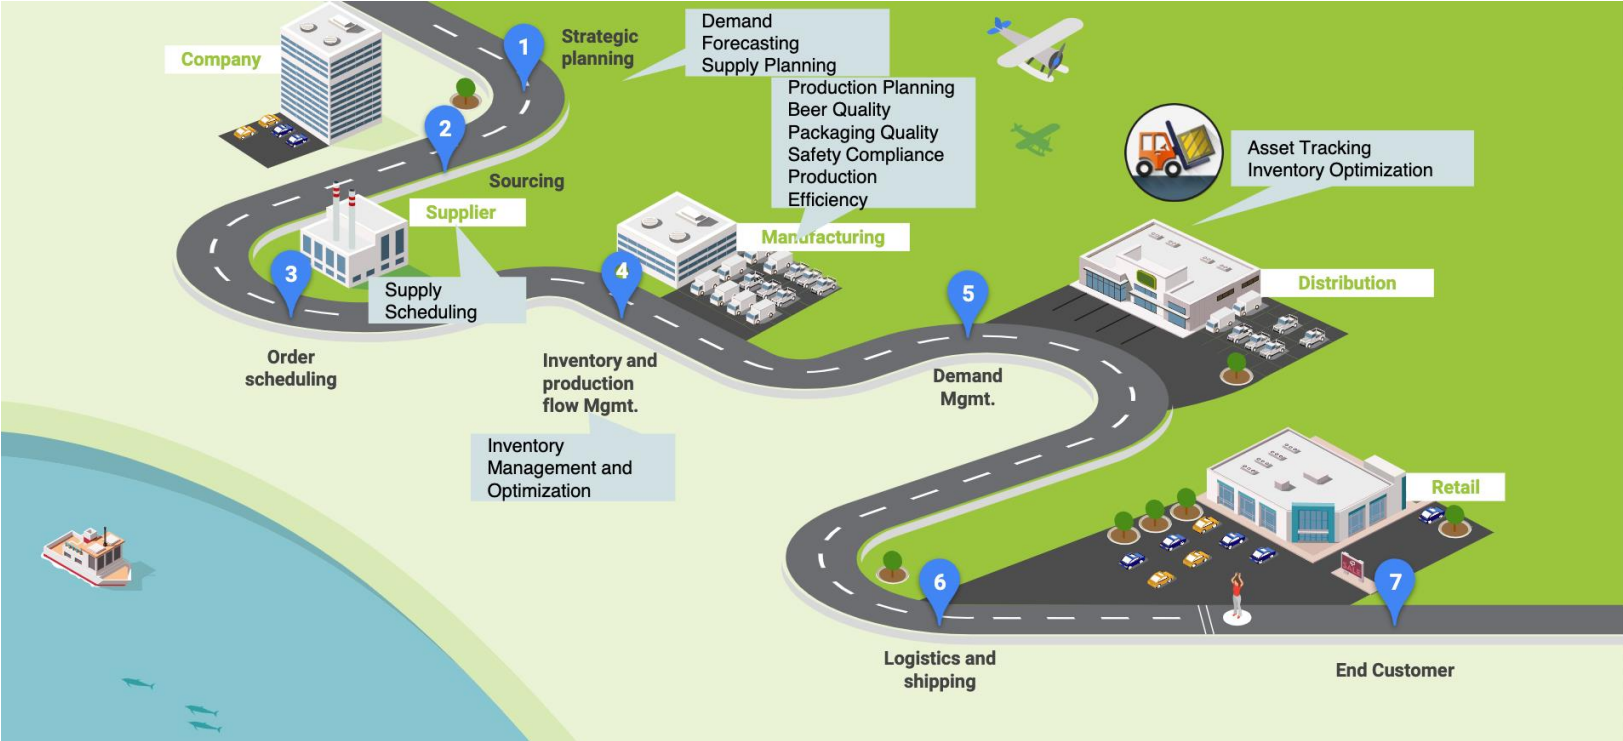 Company
1
Strategic
planning
Demand
Forecasting
Supply Planning
Production Planning
Beer Quality
Packaging Quality
Safety Compliance
Production
Efficiency
2
Sourcing
Supplier
Manufacturing
Asset Tracking
Inventory Optimization
3
Supply
Scheduling
4
5
Distribution
Order
scheduling
Inventory and
production
flow Mgmt.
Demand
Mgmt.
Inventory
Management and
Optimization
Retail
6
7
Logistics and
shipping
End Customer